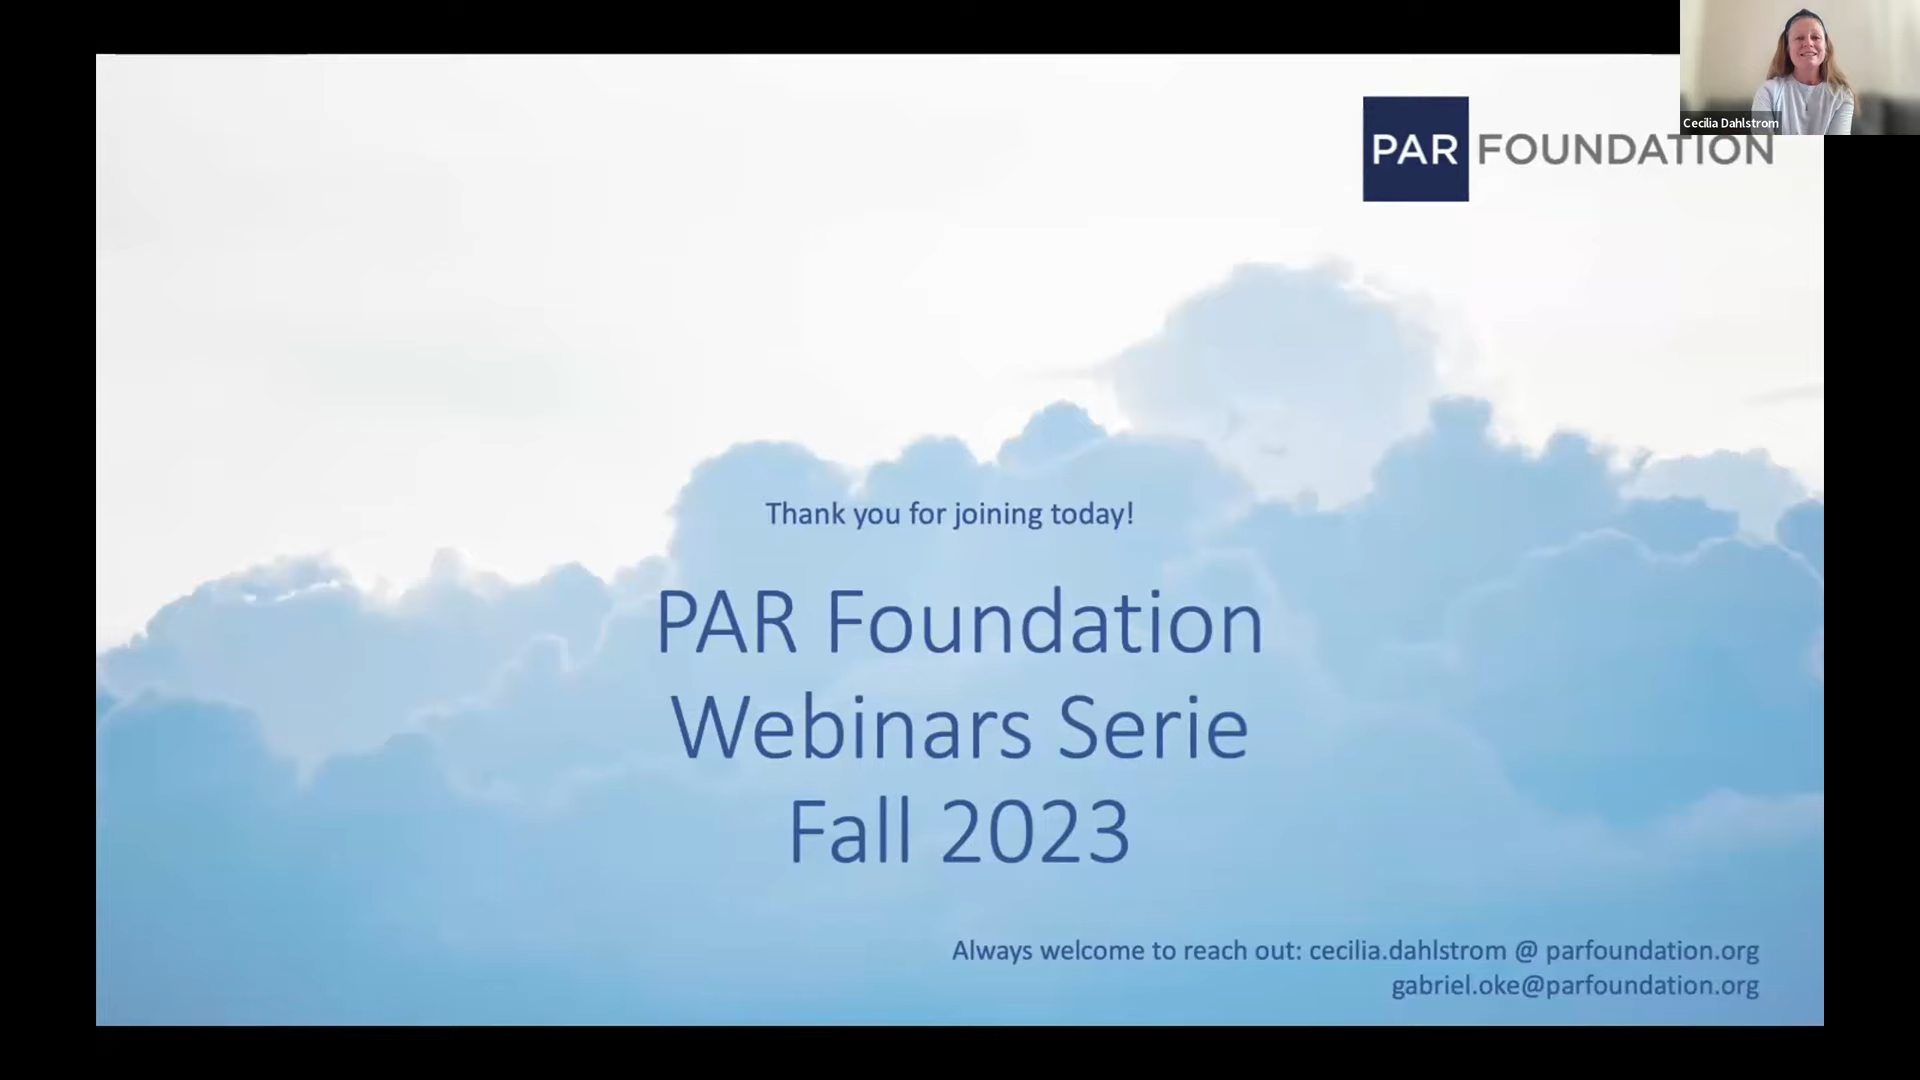 Cecilia Dahlstrom
PAR FOUNDATION
Thank you for joining today!
PAR Foundation
Webinars Serie
Fall 2023
Always welcome to reach out: cecilia.dahlstrom @ parfoundation.org
gabriel.oke@parfoundation.org